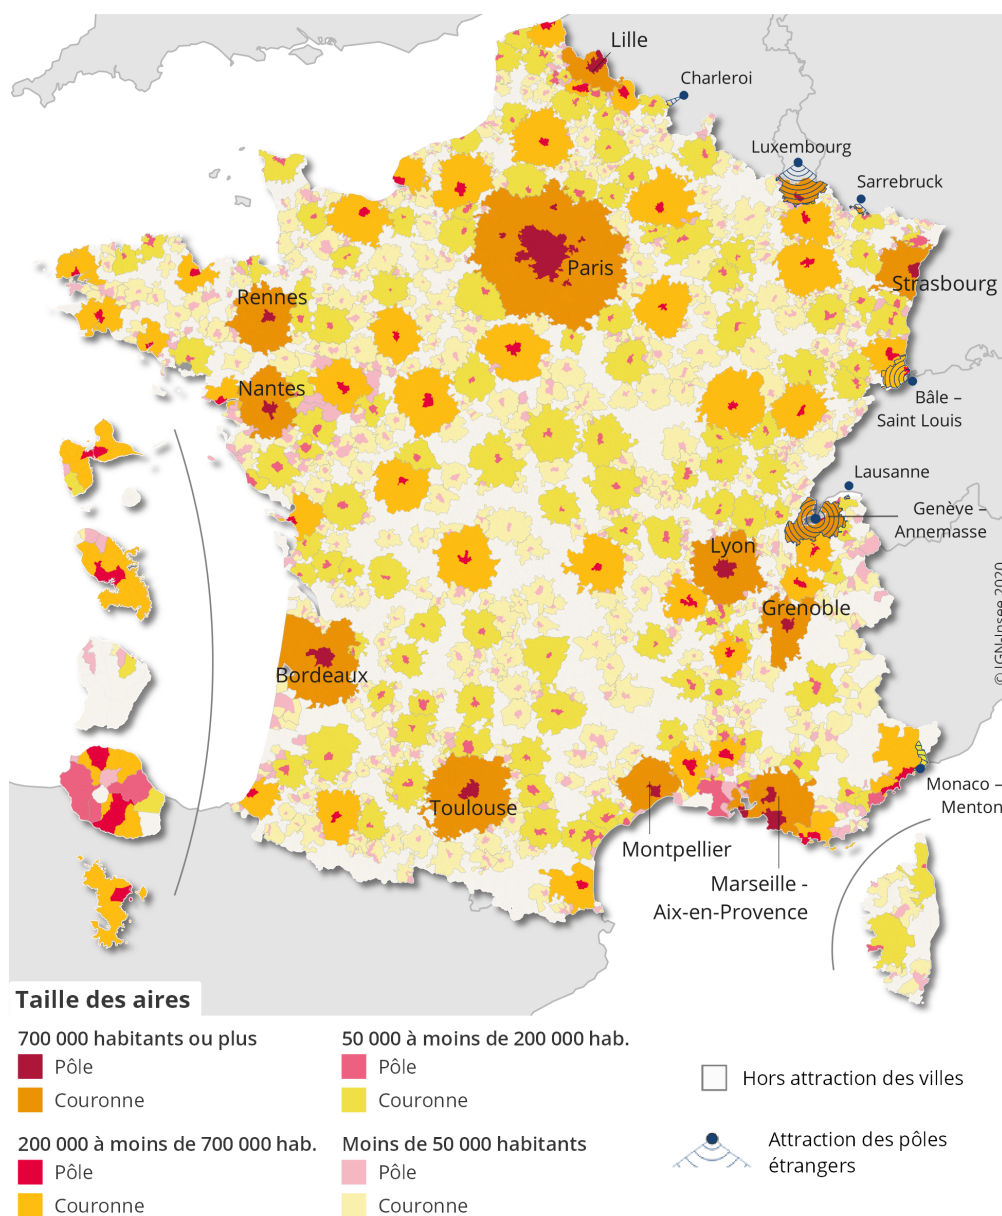 Lille
Charleroi
Luxembourg
Sarrebruck
Paris
Strasbourg
Rennes
Nantes
Bâle –
Saint Louis
Lausanne
Genève –
Annemasse
Lyon
Grenoble
© IGN-Insee 2020
Bordeaux
Toulouse
Monaco –
Menton
Montpellier
Marseille -
Aix-en-Provence
Taille des aires
700 000 habitants ou plus
Pôle
Couronne
200 000 à moins de 700 000 hab.
Pôle
Couronne
50 000 à moins de 200 000 hab.
Pôle
Couronne
Moins de 50 000 habitants
Pôle
Couronne
Hors attraction des villes
Attraction des pôles
étrangers